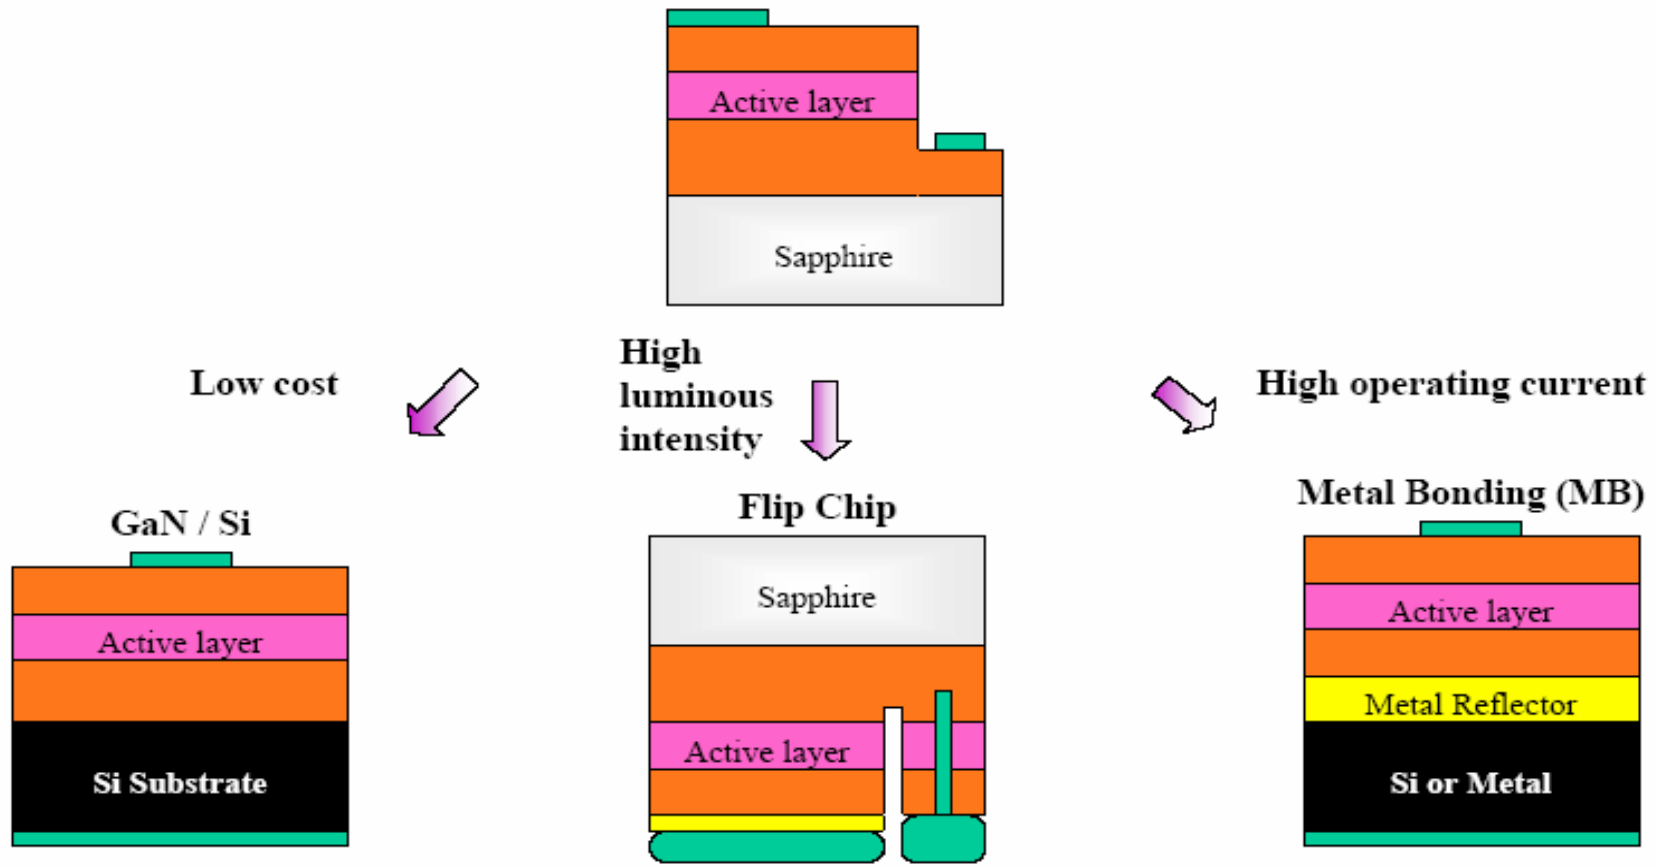 Active layer
Sapphire
Low cost
High
luminous
intensity
High operating current
GaN / Si
Active layer
Si Substrate
Flip Chip
Sapphire
Active layer
Metal Bonding (MB)
Active layer
Metal Reflector
Si or Metal